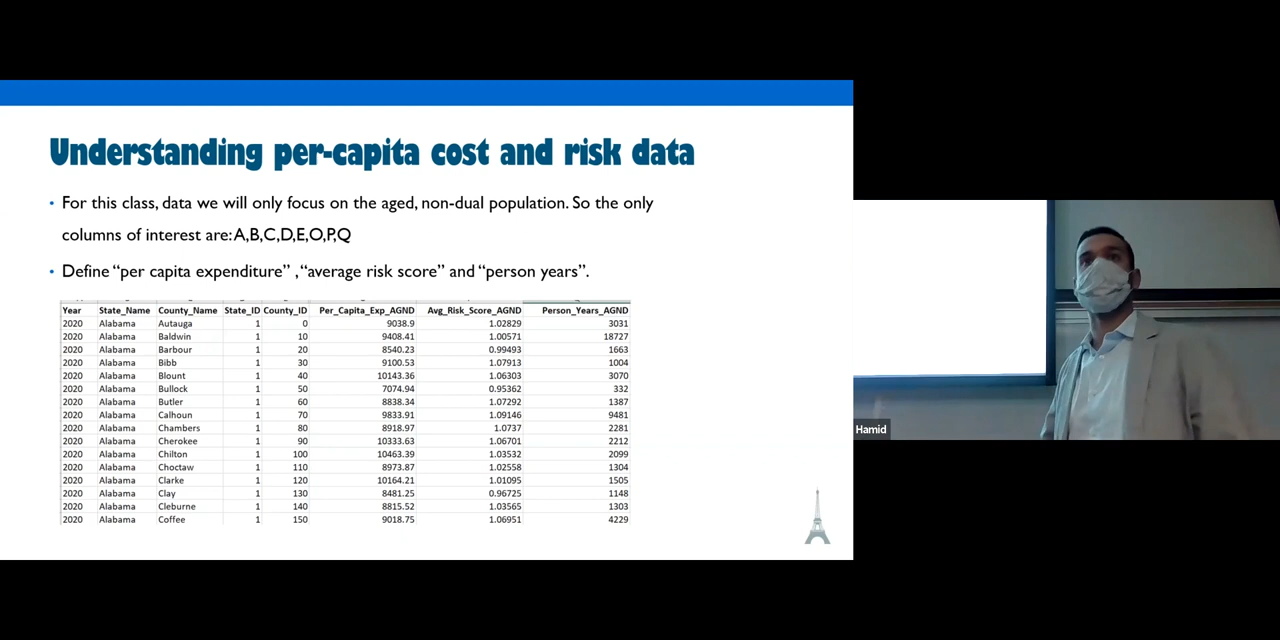 Understanding per-capita cost and risk data
• For this class, data we will only focus on the aged, non-dual population. So the only
columns of interest are:A,B,C,D,E,O,P,Q
• Define “per capita expenditure” ,“average risk score” and “person years”.
Year State_Name County_Name State_ID County_ID Per_Capita_Exp_AGND Avg_Risk_Score_AGND Person_Years_AGND
2020 Alabama Autauga 1 0 9038.9 1.02829 3031
2020 Alabama Baldwin 1 10 9408.41 1.00571 18727
2020 Alabama Barbour 1 20 8540.23 0.99493 1663
2020 Alabama Bibb 1 30 9100.53 1.07913 1004
2020 Alabama Blount 1 40 10143.36 1.06303 3070
2020 Alabama Bullock 1 50 7074.94 0.95362 332
2020 Alabama Butler 1 60 8838.34 1.07292 1387
2020 Alabama Calhoun 1 70 9833.91 1.09146 9481
2020 Alabama Chambers 1 80 8918.97 1.0737 2281
2020 Alabama Cherokee 1 90 10333.63 1.06701 2212
2020 Alabama Chilton 1 100 10463.39 1.03532 2099
2020 Alabama Choctaw 1 110 8973.87 1.02558 1304
2020 Alabama Clarke 1 120 10164.21 1.01095 1505
2020 Alabama Clay 1 130 8481.25 0.96725 1148
2020 Alabama Cleburne 1 140 8815.52 1.03565 1303
2020 Alabama Coffee 1 150 9018.75 1.06951 4229
Hamid